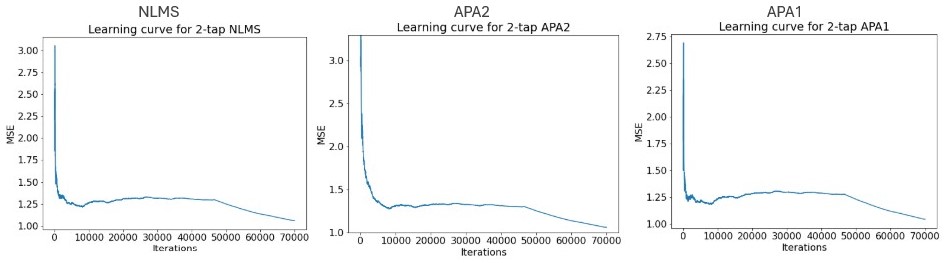 NLMS
Learning curve for 2-tap NLMS
3.00
2.75
2.50
2.25
2.00
1.75
1.50
1.25
1.00
MSE
0 10000 20000 30000 40000 50000 60000 70000
Iterations
APA2
Learning curve for 2-tap APA2
3.0
2.5
2.0
1.5
1.0
MSE
0 10000 20000 30000 40000 50000 60000 70000
Iterations
APA1
Learning curve for 2-tap APA1
2.75
2.50
2.25
2.00
1.75
1.50
1.25
1.00
MSE
0 10000 20000 30000 40000 50000 60000 70000
Iterations